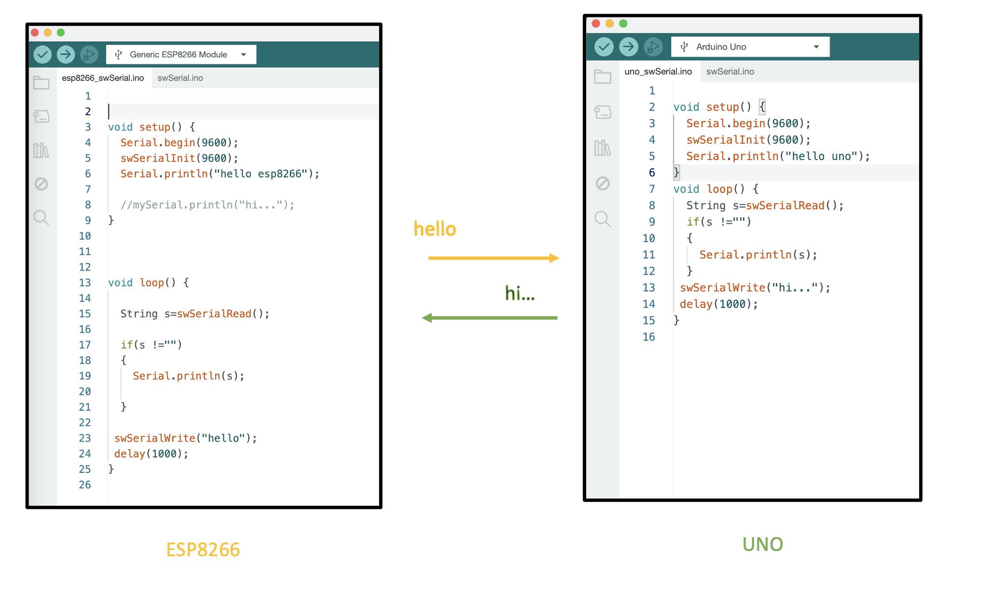 Generic ESP8266 Module
esp8266_swSerial.ino swSerial.ino
1
2
3 void setup() {
4 Serial.begin(9600);
5 swSerialInit(9600);
6 Serial.println("hello esp8266");
7
8 //mySerial.println("hi...");
9 }
10
11
12
13 void loop() {
14
15 String s=swSerialRead();
16
17 if(s !="")
18 {
19 Serial.println(s);
20
21 }
22
23 swSerialWrite("hello");
24 delay(1000);
25 }
26
ESP8266
hello
hi...
Arduino Uno
uno_swSerial.ino swSerial.ino
1
2 void setup() {
3 Serial.begin(9600);
4 swSerialInit(9600);
5 Serial.println("hello uno");
6 }
7 void loop() {
8 String s=swSerialRead();
9 if(s !="")
10 {
11 Serial.println(s);
12 }
13 swSerialWrite("hi...");
14 delay(1000);
15 }
16
UNO